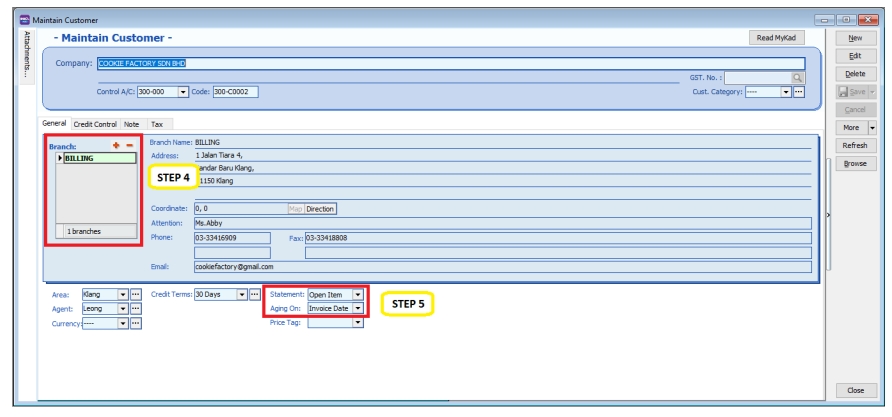 Maintain Customer
Attachments...
- Maintain Customer -
Read MyKad
Company: COOKIE FACTORY SDN BHD
GST. No. :
Control A/C: 300-000 Code: 300-C0002
Cust. Category: ----
General Credit Control Note Tax
Branch:
BILLING
1 branches
STEP 4
Branch Name: BILLING
Address: 1 Jalan Tiara 4,
andar Baru Klang,
1150 Klang
Coordinate: 0, 0 Map Direction
Attention: Ms.Abby
Phone: 03-33416909 Fax: 03-33418808
Email: cookiefactory@gmail.com
Area: Klang ... Credit Terms: 30 Days ... Statement: Open Item
Agent: Leong ... Aging On: Invoice Date
Currency: ---- ... Price Tag:
STEP 5
New
Edit
Delete
Save
Cancel
More
Refresh
Browse
Close